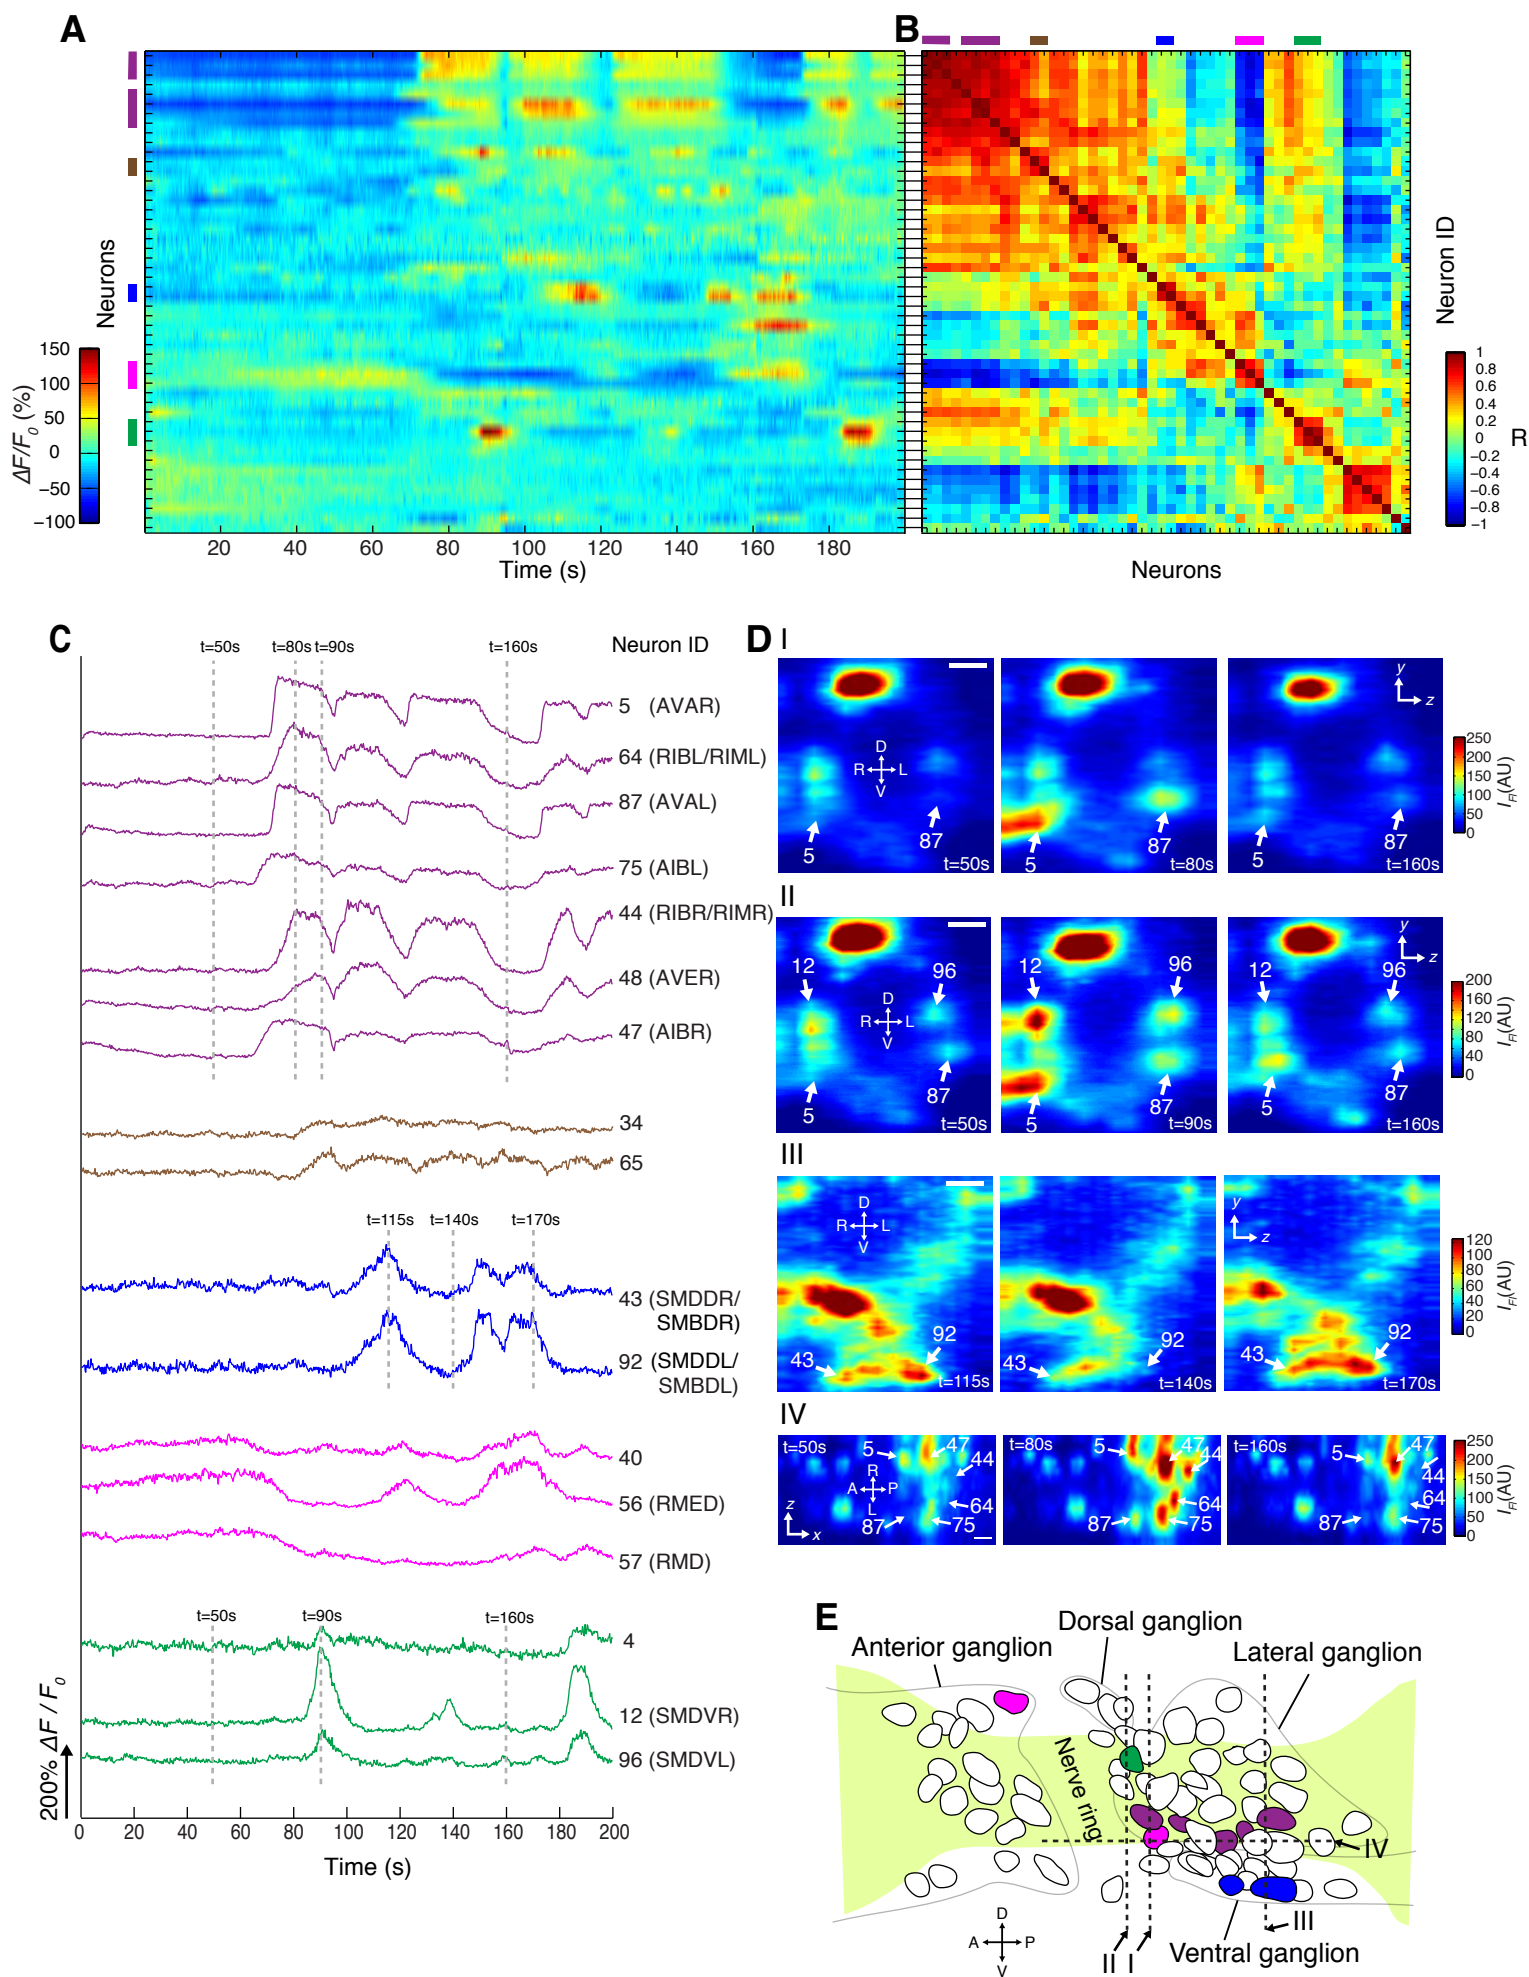 A
B
Neurons
Neuron ID
150
100
50
0
−50
−100
ΔF/F0 (%)
20 40 60 80 100 120 140 160 180
Time (s)
Neurons
1
0.8
0.6
0.4
0.2
0
−0.2
−0.4
−0.6
−0.8
−1
R
C
t=50s t=80s t=90s t=160s
Neuron ID
5 (AVAR)
64 (RIBL/RIML)
87 (AVAL)
75 (AIBL)
44 (RIBR/RIMR)
48 (AVER)
47 (AIBR)
34
65
t=115s t=140s t=170s
43 (SMDDR/
SMBDR)
92 (SMDDL/
SMBDL)
40
56 (RMED)
57 (RMD)
t=50s t=90s t=160s
4
12 (SMDVR)
96 (SMDVL)
200% ΔF / F0
0 20 40 60 80 100 120 140 160 180 200
Time (s)
D
I
D
R L
V
5 87
t=50s
5 87
t=80s
y
z
5 87
t=160s
250
200
150
100
50
0
IFl(AU)
II
12 96
D
R L
V
5 87
t=50s
12 96
5 87
t=90s
y
z
12 96
5 87
t=160s
200
180
160
140
120
100
80
60
40
20
0
IFl(AU)
III
D
R L
V
43 92
t=115s
43 92
t=140s
y
z
43 92
t=170s
120
100
80
60
40
20
0
IFl(AU)
IV
t=50s
5 47
44
R
A P
L
z
x
64
87 75
t=80s
5 47
44
64
87 75
t=160s
5 47
44
64
87 75
250
200
150
100
50
0
IFl(AU)
E
Dorsal ganglion
Anterior ganglion
Lateral ganglion
Nerve ring
IV
III
II I
Ventral ganglion
D
A P
V